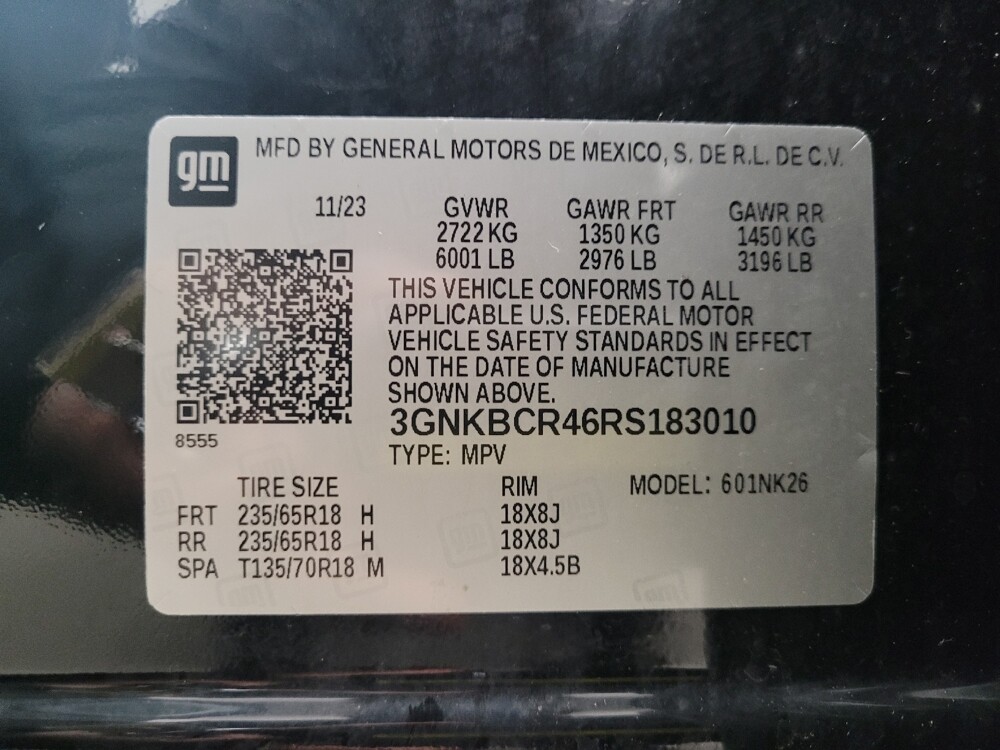 gm
MFD BY GENERAL MOTORS DE MEXICO, S. DE R.L. DE C.V.
11/23 GVWR GAWR FRT GAWR RR
2722 KG 1350 KG 1450 KG
6001 LB 2976 LB 3196 LB
THIS VEHICLE CONFORMS TO ALL
APPLICABLE U.S. FEDERAL MOTOR
VEHICLE SAFETY STANDARDS IN EFFECT
ON THE DATE OF MANUFACTURE
SHOWN ABOVE.
3GNKBCR46RS183010
8555
TYPE: MPV
TIRE SIZE RIM MODEL: 601NK26
FRT 235/65R18 H 18X8J
RR 235/65R18 H 18X8J
SPA T135/70R18 M 18X4.5B